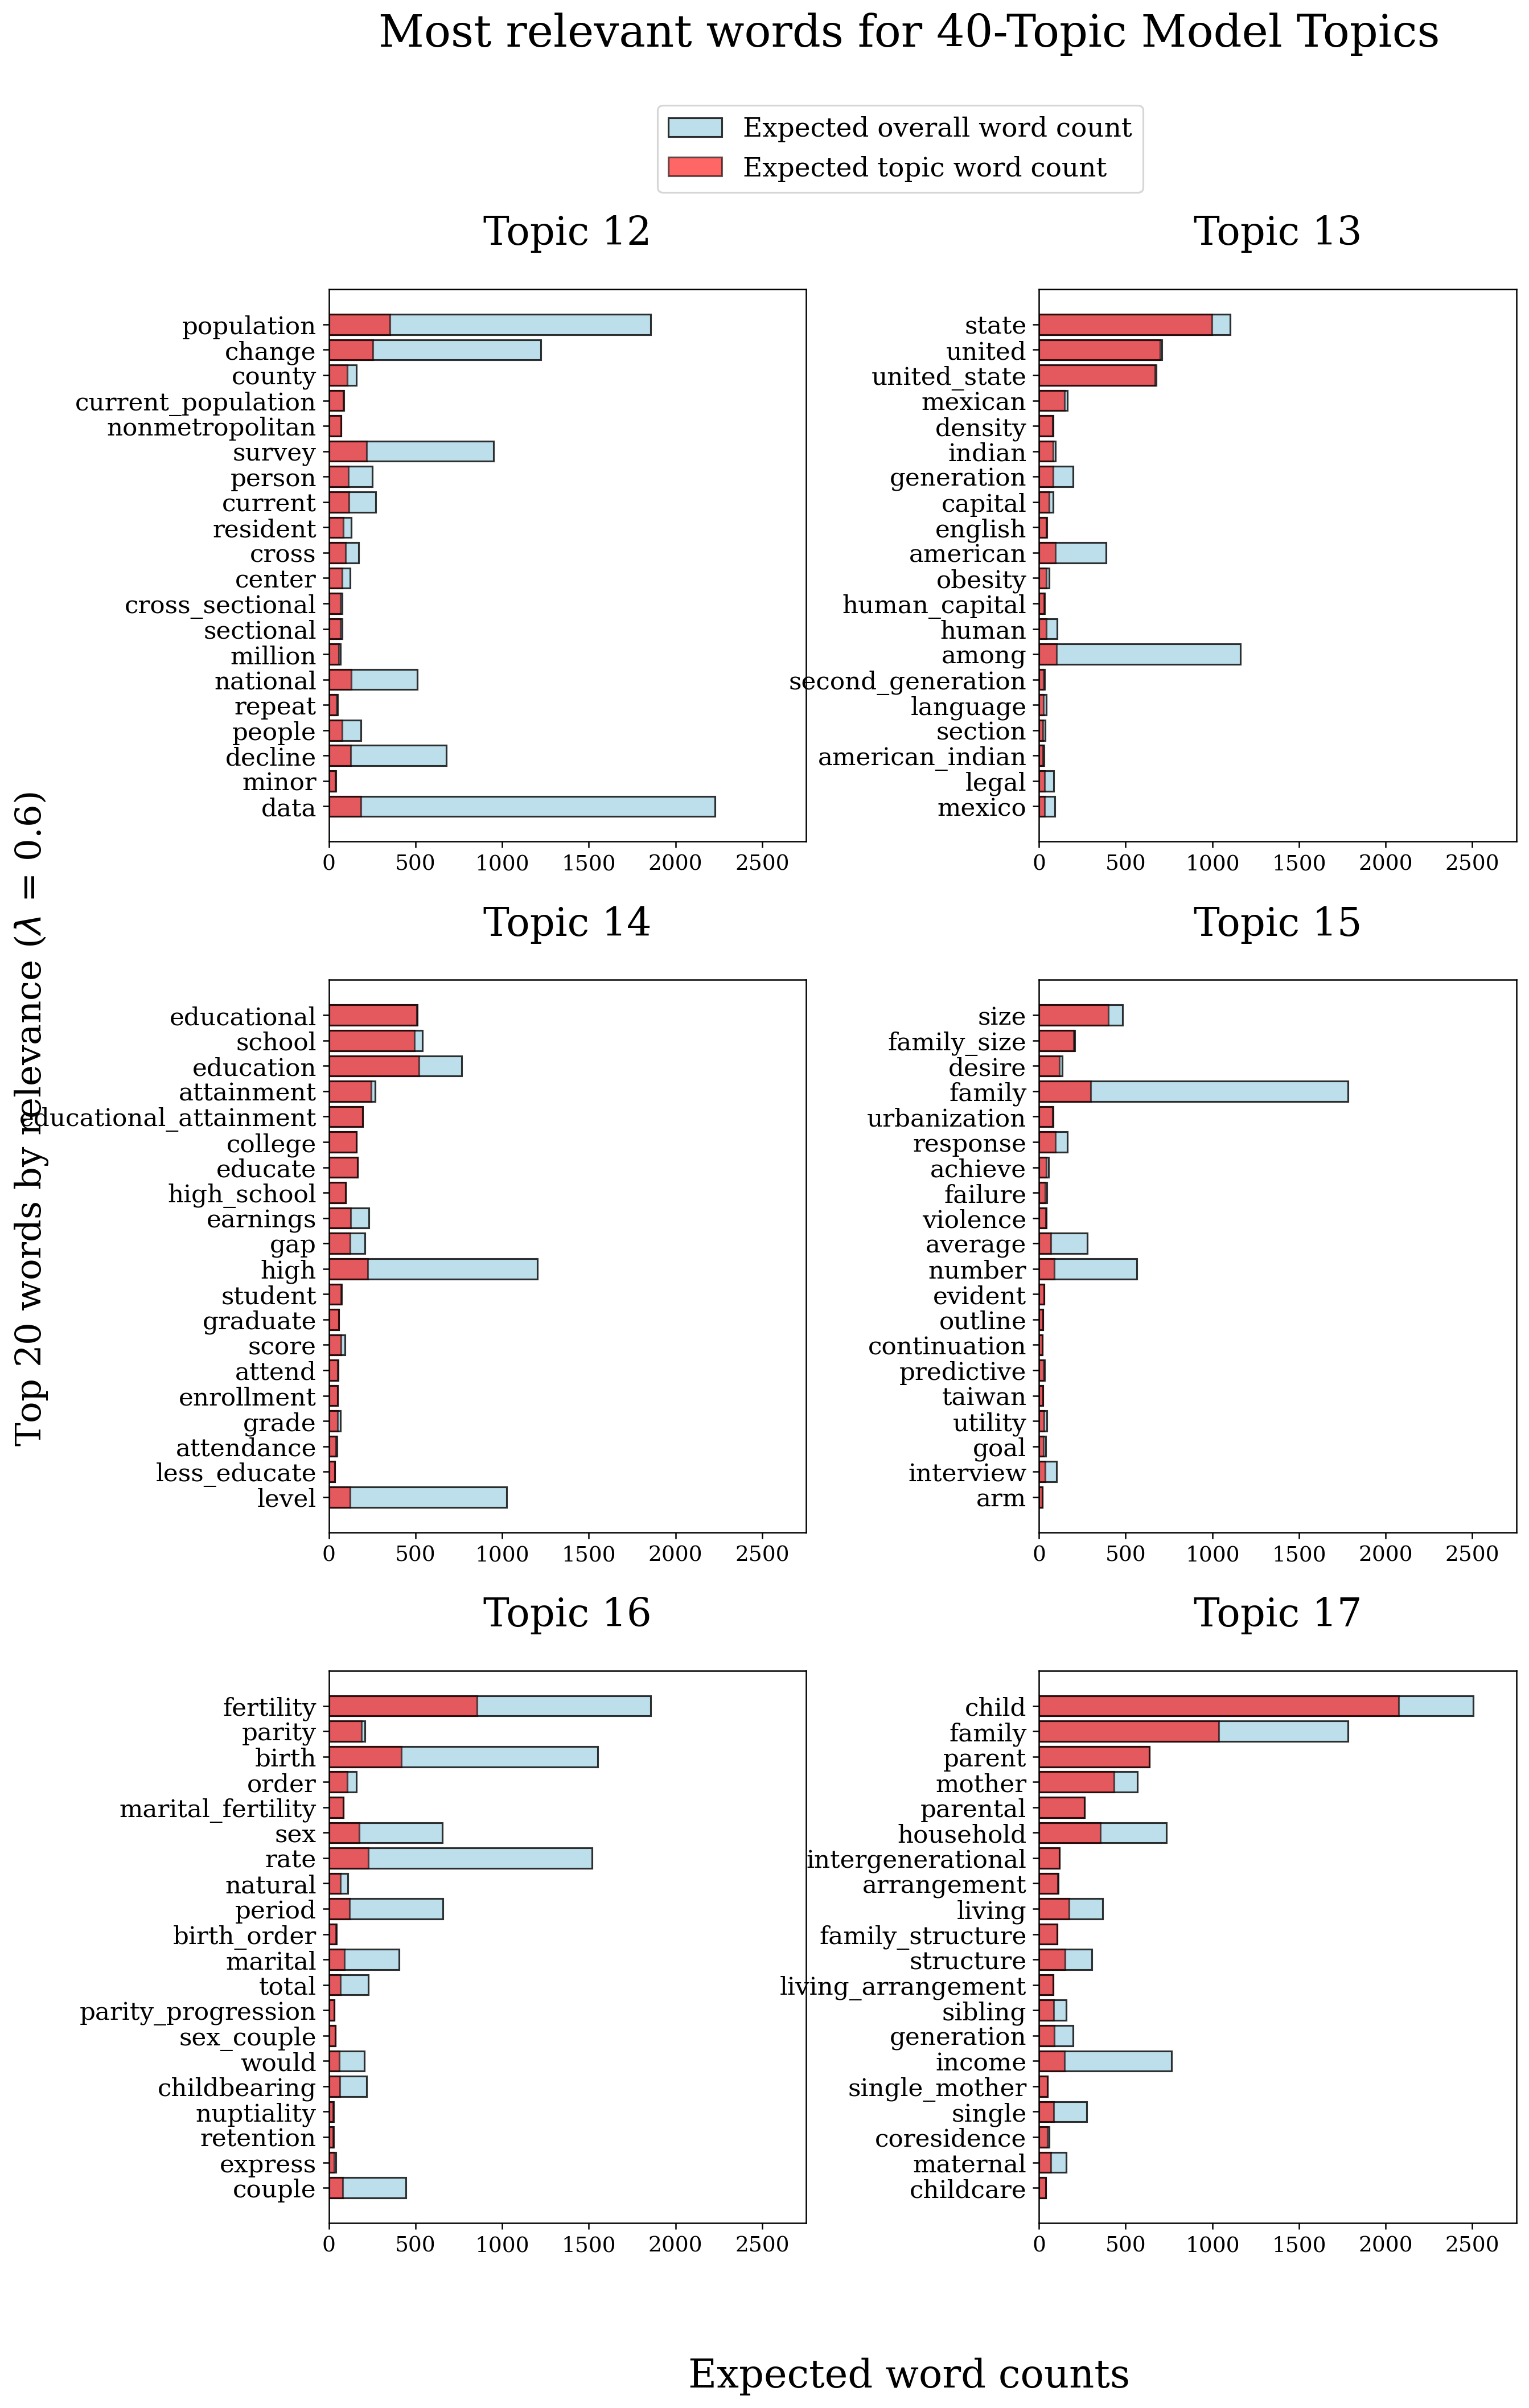 Most relevant words for 40-Topic Model Topics
Expected overall word count
Expected topic word count
Top 20 words by relevance (λ = 0.6)
Topic 12
population
change
county
current_population
nonmetropolitan
survey
person
current
resident
cross
center
cross_sectional
sectional
million
national
repeat
people
decline
minor
data
0 500 1000 1500 2000 2500
Topic 13
state
united
united_state
mexican
density
indian
generation
capital
english
american
obesity
human_capital
human
among
second_generation
language
section
american_indian
legal
mexico
0 500 1000 1500 2000 2500
Topic 14
educational
school
education
attainment
educational_attainment
college
educate
high_school
earnings
gap
high
student
graduate
score
attend
enrollment
grade
attendance
less_educate
level
0 500 1000 1500 2000 2500
Topic 15
size
family_size
desire
family
urbanization
response
achieve
failure
violence
average
number
evident
outline
continuation
predictive
taiwan
utility
goal
interview
arm
0 500 1000 1500 2000 2500
Topic 16
fertility
parity
birth
order
marital_fertility
sex
rate
natural
period
birth_order
marital
total
parity_progression
sex_couple
would
childbearing
nuptiality
retention
express
couple
0 500 1000 1500 2000 2500
Topic 17
child
family
parent
mother
parental
household
intergenerational
arrangement
living
family_structure
structure
living_arrangement
sibling
generation
income
single_mother
single
coresidence
maternal
childcare
0 500 1000 1500 2000 2500
Expected word counts